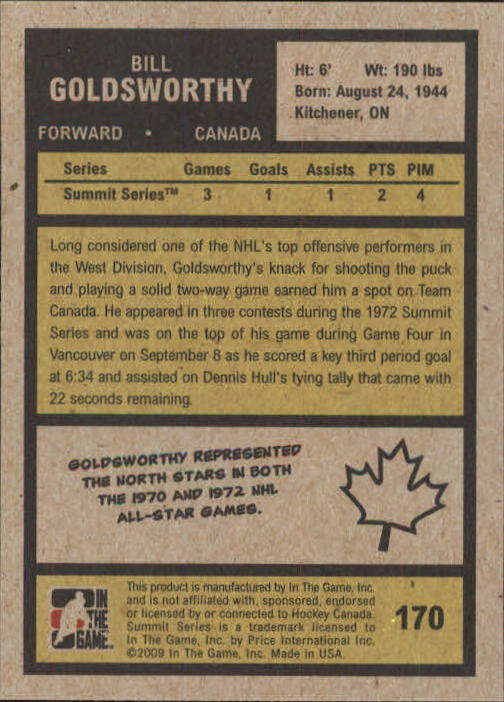 BILL
GOLDSWORTHY
FORWARD • CANADA
Ht: 6' Wt: 190 lbs
Born: August 24, 1944
Kitchener, ON
Series Games Goals Assists PTS PIM
Summit Series™ 3 1 1 2 4
Long considered one of the NHL's top offensive performers in
the West Division, Goldsworthy's knack for shooting the puck
and playing a solid two-way game earned him a spot on Team
Canada. He appeared in three contests during the 1972 Summit
Series and was on the top of his game during Game Four in
Vancouver on September 8 as he scored a key third period goal
at 6:34 and assisted on Dennis Hull's tying tally that came with
22 seconds remaining.
GOLDSWORTHY REPRESENTED
THE NORTH STARS IN BOTH
THE 1970 AND 1972 NHL
ALL-STAR GAMES.
IN
THE
GAME
This product is manufactured by In The Game, Inc.
and is not affiliated with, sponsored, endorsed
or licensed by or connected to Hockey Canada.
Summit Series is a trademark licensed to
In The Game, Inc. by Price International Inc.
©2009 In The Game, Inc. Made in USA.
170